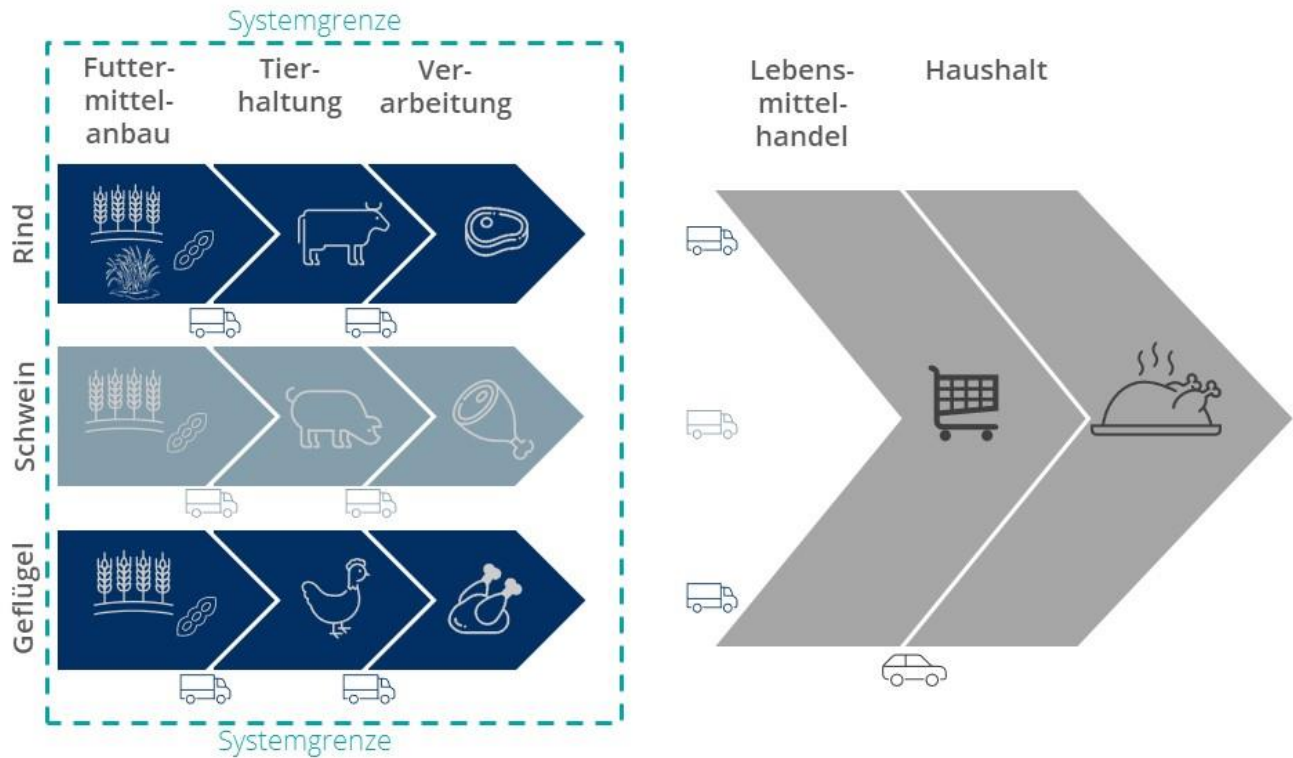 Systemgrenze
Futter-
mittel-
anbau
Tier-
haltung
Ver-
arbeitung
Lebens-
mittel-
handel
Haushalt
Rind
Schwein
Geflügel
Systemgrenze